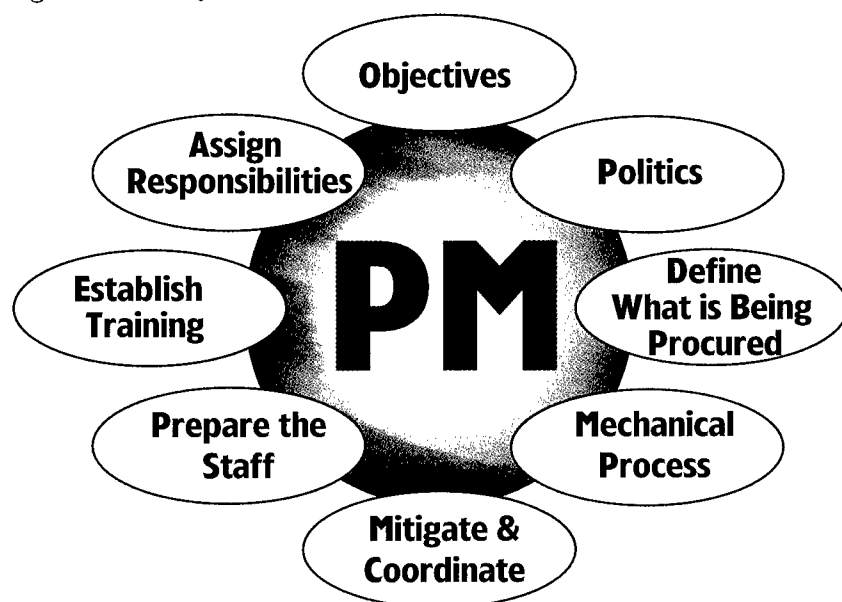 Objectives
Politics
Define
What is Being
Procured
Mechanical
Process
Mitigate &
Coordinate
Prepare the
Staff
Establish
Training
Assign
Responsibilities
PM